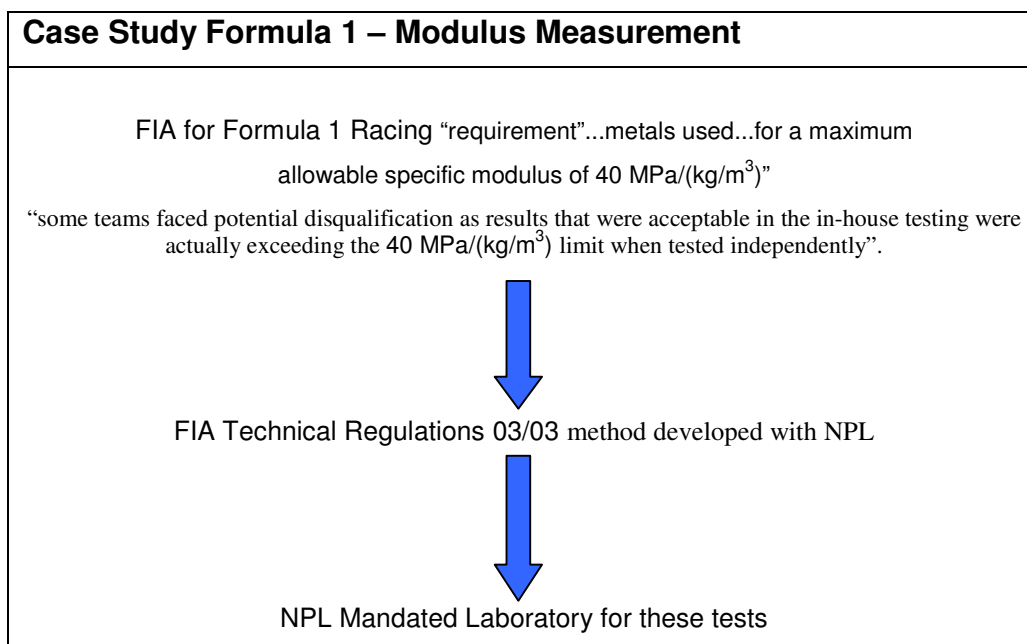 Case Study Formula 1 – Modulus Measurement
FIA for Formula 1 Racing “requirement”...metals used...for a maximum
allowable specific modulus of 40 MPa/(kg/m³)”
“some teams faced potential disqualification as results that were acceptable in the in-house testing were
actually exceeding the 40 MPa/(kg/m³) limit when tested independently”.
FIA Technical Regulations 03/03 method developed with NPL
NPL Mandated Laboratory for these tests